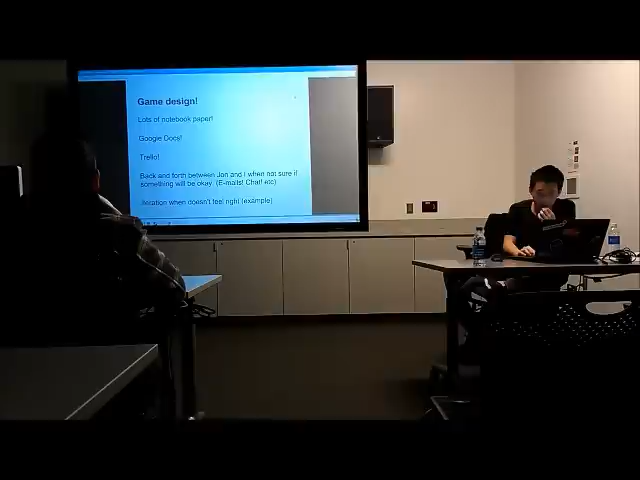 Game design!
Lots of notebook paper!
Google Docs!
Trello!
Back and forth between Jon and I when not sure if
something will be okay. (E-mails! Chat! etc)
Iteration when doesn't feel right (example)